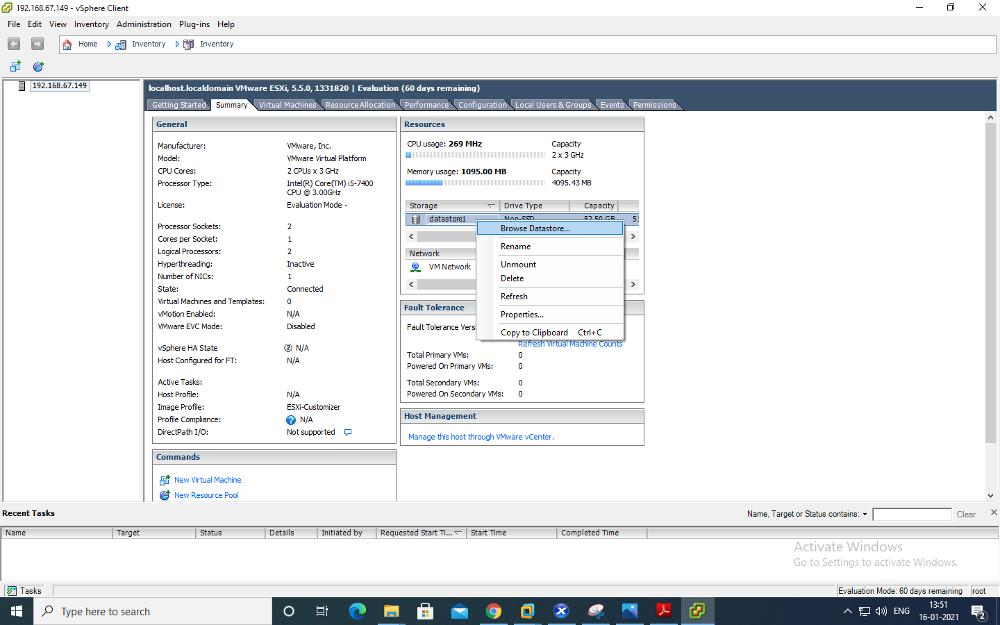 192.168.67.149 - vSphere Client
File Edit View Inventory Administration Plug-ins Help
Home Inventory Inventory
192.168.67.149
localhost.localdomain VMware ESXi, 5.5.0, 1331820 | Evaluation (60 days remaining)
Getting Started Summary Virtual Machines Resource Allocation Performance Configuration Local Users & Groups Events Permissions
General
Manufacturer: VMware, Inc.
Model: VMware Virtual Platform
CPU Cores: 2 CPUs x 3 GHz
Processor Type: Intel(R) Core(TM) i5-7400
CPU @ 3.00GHz
License: Evaluation Mode -
Processor Sockets: 2
Cores per Socket: 1
Logical Processors: 2
Hyperthreading: Inactive
Number of NICs: 1
State: Connected
Virtual Machines and Templates: 0
vMotion Enabled: N/A
VMware EVC Mode: Disabled
vSphere HA State N/A
Host Configured for FT: N/A
Active Tasks:
Host Profile: N/A
Image Profile: ESXi-Customizer
Profile Compliance: N/A
DirectPath I/O: Not supported
Commands
New Virtual Machine
New Resource Pool
Resources
CPU usage: 269 MHz Capacity
2 x 3 GHz
Memory usage: 1095.00 MB Capacity
4095.43 MB
Storage Drive Type Capacity
datastore1 Non-SSD 52.50 GB 51
Network
VM Network
Browse Datastore...
Rename
Unmount
Delete
Refresh
Properties...
Copy to Clipboard Ctrl+C
Fault Tolerance
Fault Tolerance Vers
Refresh Virtual Machine Counts
Total Primary VMs: 0
Powered On Primary VMs: 0
Total Secondary VMs: 0
Powered On Secondary VMs: 0
Host Management
Manage this host through VMware vCenter.
Recent Tasks
Name, Target or Status contains: Clear
Name Target Status Details Initiated by Requested Start Ti... Start Time Completed Time
Activate Windows
Go to Settings to activate Windows.
Tasks
Evaluation Mode: 60 days remaining root
Type here to search
ENG
13:51
16-01-2021
2